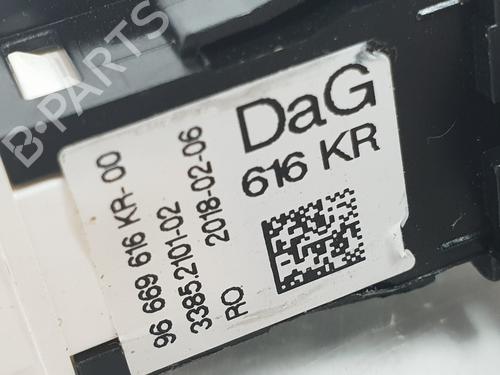 B-PARTS
DaG
616 KR
96 669 616 KR-00
3385.2101-02
2018-02-06
RO